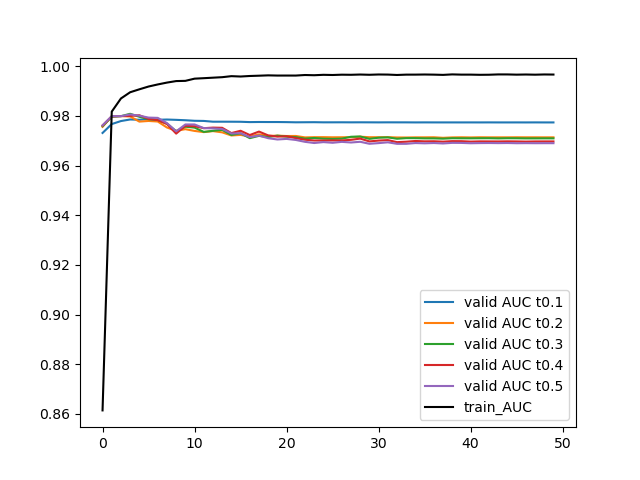 1.00
0.98
0.96
0.94
0.92
0.90
0.88
0.86
0
10
20
30
40
50
valid AUC t0.1
valid AUC t0.2
valid AUC t0.3
valid AUC t0.4
valid AUC t0.5
train_AUC